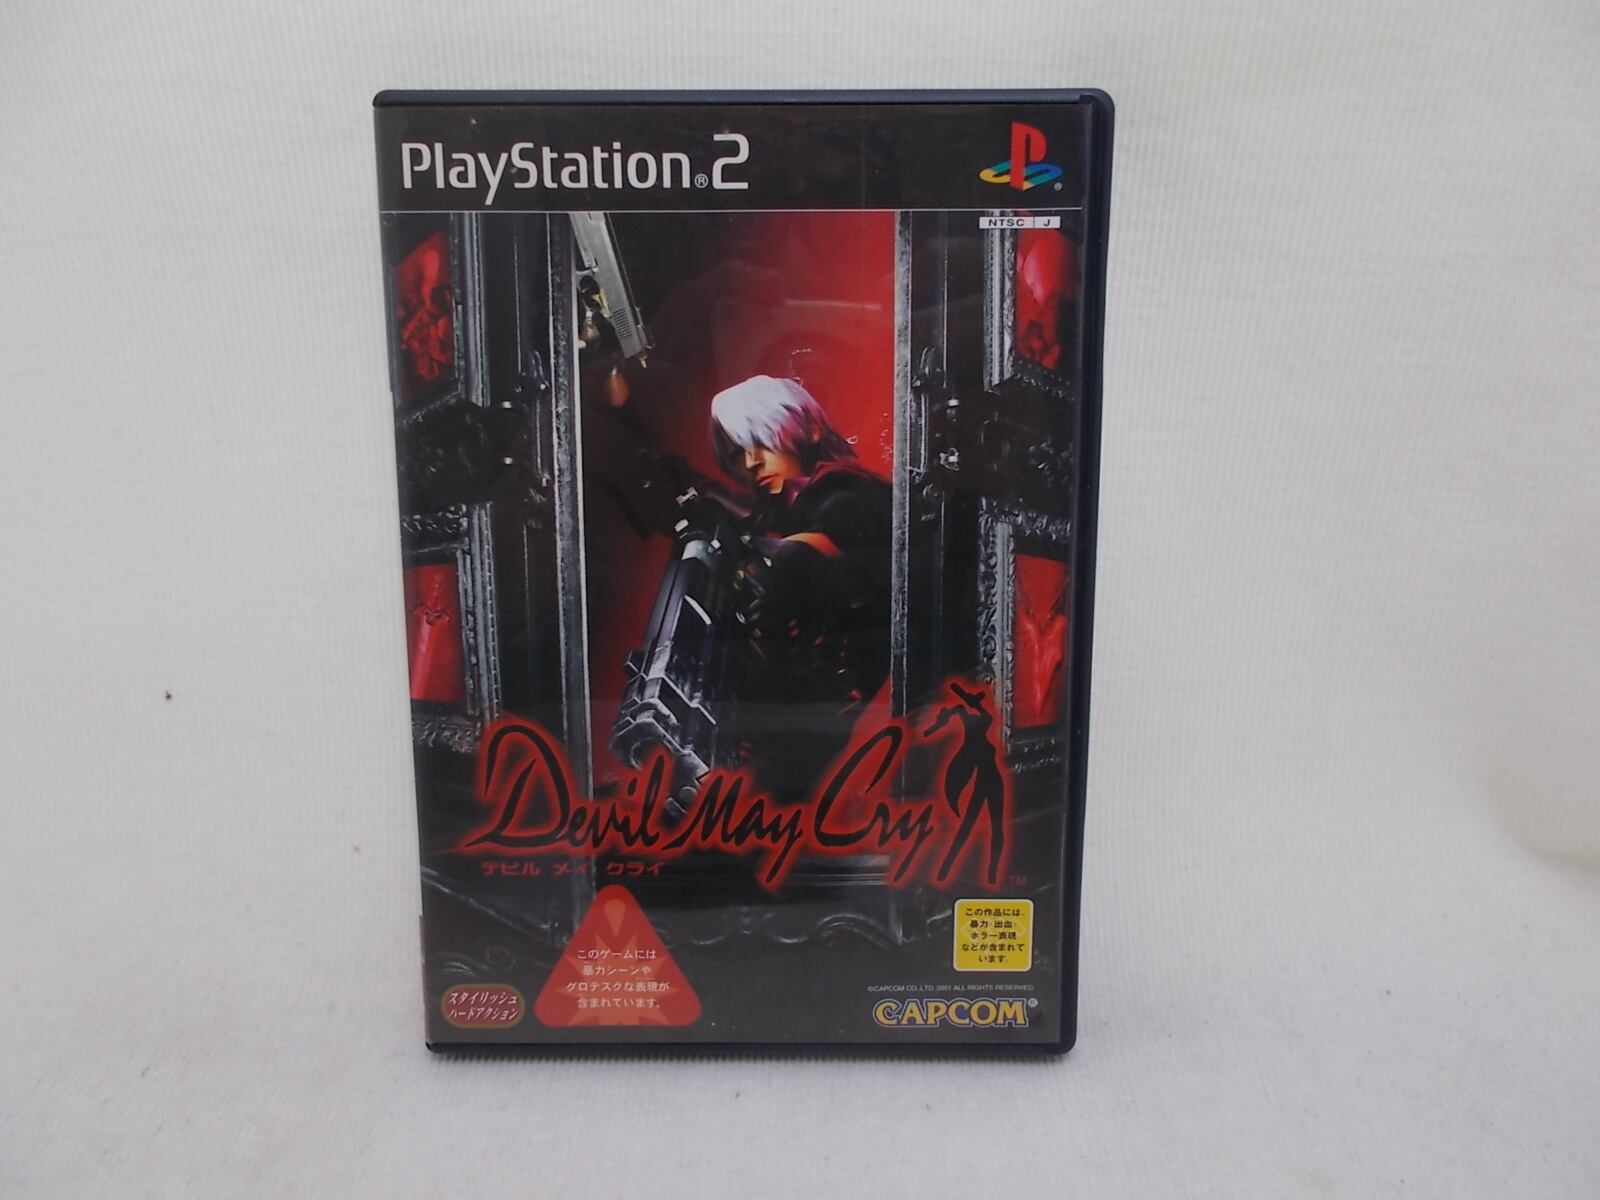 PlayStation®2
NTSC J
Devil May Cry
TM
デビル メイ クライ
この作品には、
暴力・出血・
ホラー表現
などが含まれて
います。
このゲームには
暴力シーンや
グロテスクな表現が
含まれています。
スタイリッシュ
ハードアクション
©CAPCOM CO.,LTD. 2001 ALL RIGHTS RESERVED.
CAPCOM®